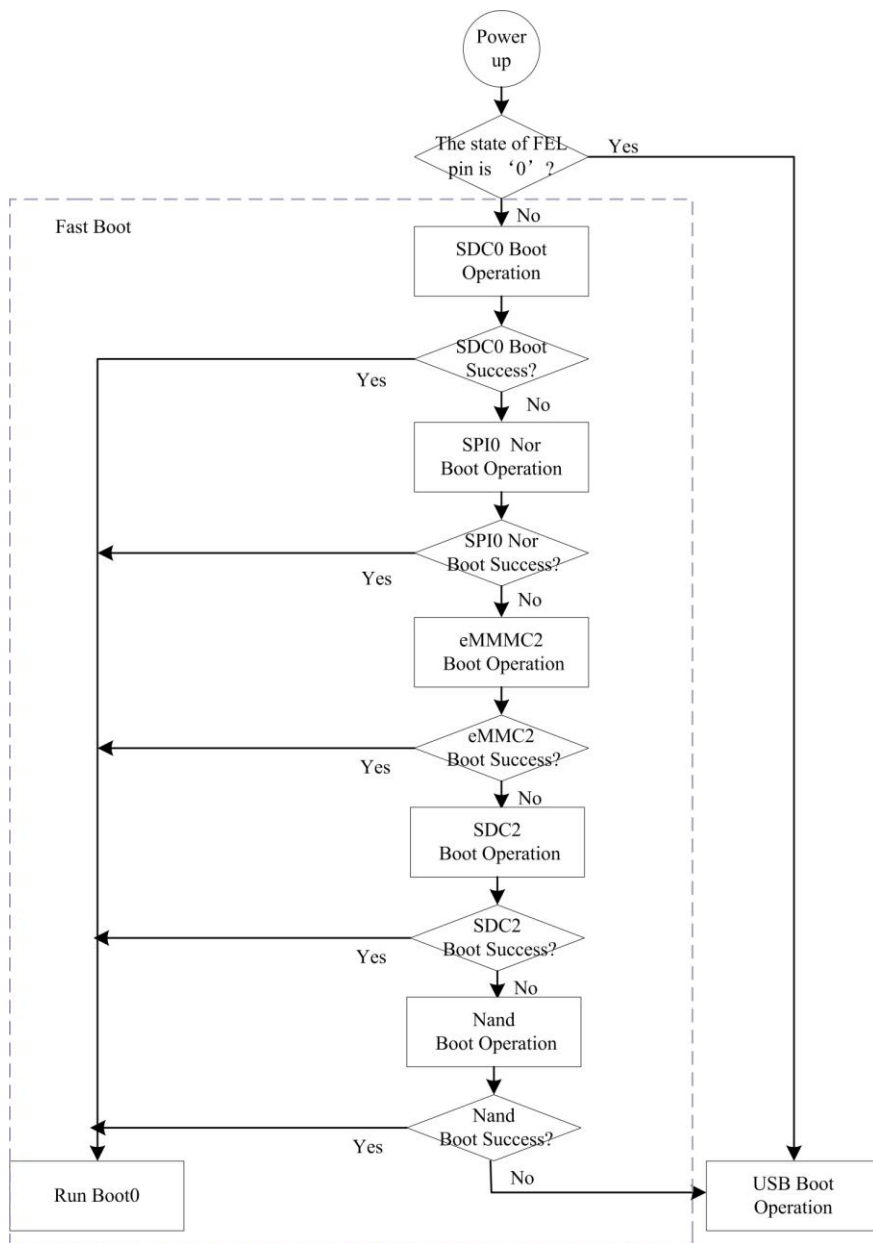 Power
up
The state of FEL
pin is ‘0’ ?
Yes
No
Fast Boot
SDC0 Boot
Operation
SDC0 Boot
Success?
Yes
No
SPI0 Nor
Boot Operation
SPI0 Nor
Boot Success?
Yes
No
eMMMC2
Boot Operation
eMMC2
Boot Success?
Yes
No
SDC2
Boot Operation
SDC2
Boot Success?
Yes
No
Nand
Boot Operation
Nand
Boot Success?
Yes
No
Run Boot0
USB Boot
Operation